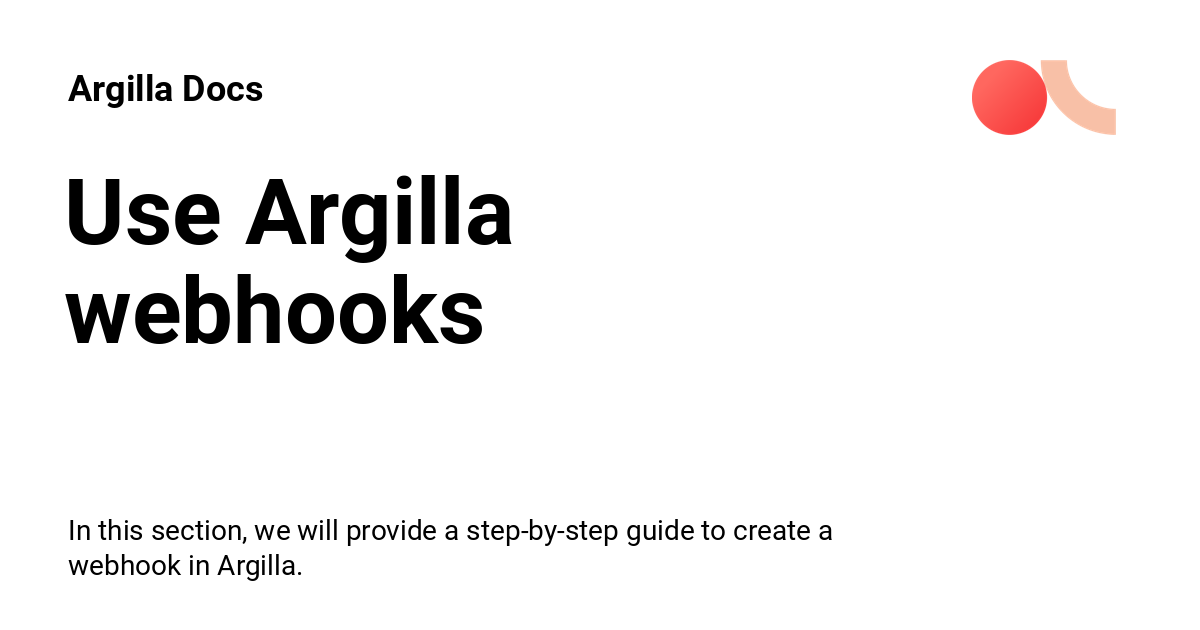 Argilla Docs
Use Argilla
webhooks
In this section, we will provide a step-by-step guide to create a
webhook in Argilla.